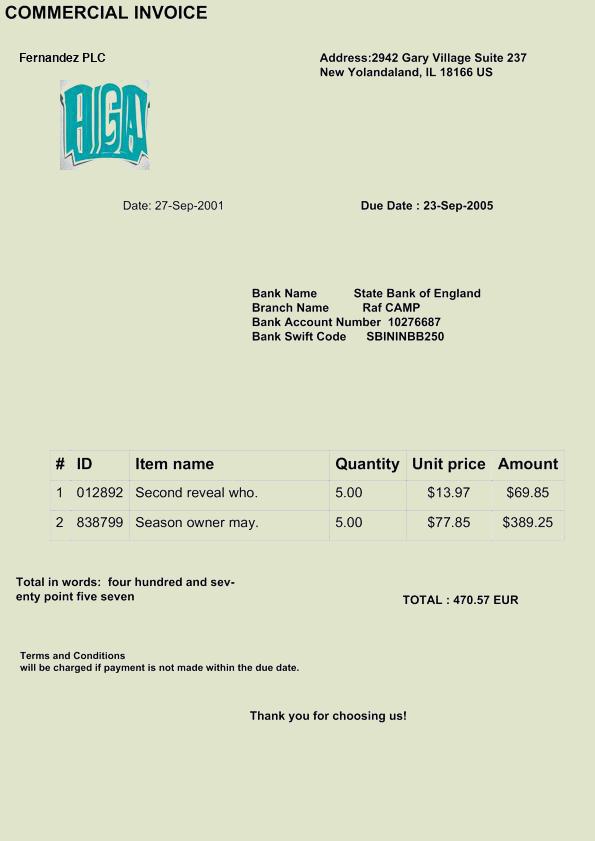 COMMERCIAL INVOICE
Fernandez PLC
Address:2942 Gary Village Suite 237
New Yolandaland, IL 18166 US
AIGA
Date: 27-Sep-2001
Due Date : 23-Sep-2005
Bank Name State Bank of England
Branch Name Raf CAMP
Bank Account Number 10276687
Bank Swift Code SBININBB250
# ID Item name Quantity Unit price Amount
1 012892 Second reveal who. 5.00 $13.97 $69.85
2 838799 Season owner may. 5.00 $77.85 $389.25
Total in words: four hundred and sev-
enty point five seven
TOTAL : 470.57 EUR
Terms and Conditions
will be charged if payment is not made within the due date.
Thank you for choosing us!